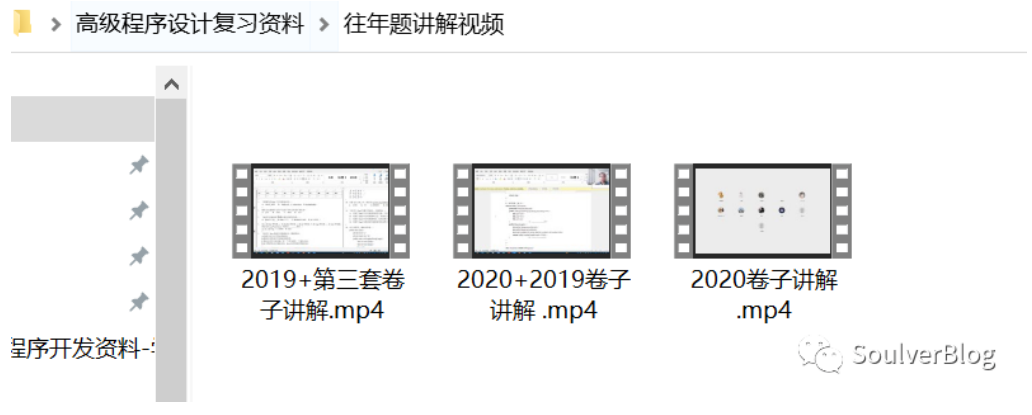 高级程序设计复习资料 往年题讲解视频
2019+第三套卷
子讲解.mp4
2020+2019卷子
讲解 .mp4
2020卷子讲解
.mp4
程序开发资料-
SoulverBlog